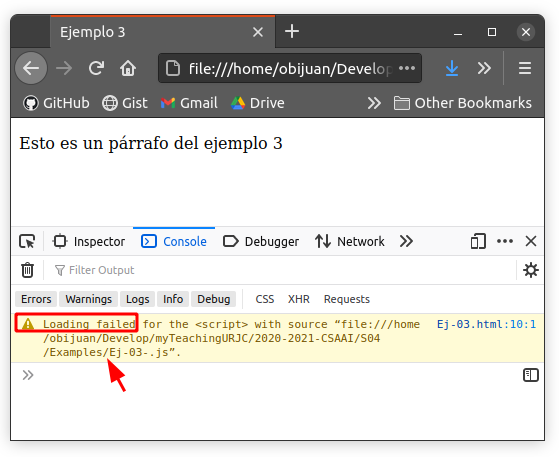 Ejemplo 3
file:///home/obijuan/Develop
GitHub Gist Gmail Drive Other Bookmarks
Esto es un párrafo del ejemplo 3
Inspector Console Debugger Network
Filter Output
Errors Warnings Logs Info Debug CSS XHR Requests
Loading failed for the <script> with source “file:///home Ej-03.html:10:1
/obijuan/Develop/myTeachingURJC/2020-2021-CSAAI/S04
/Examples/Ej-03-.js”.